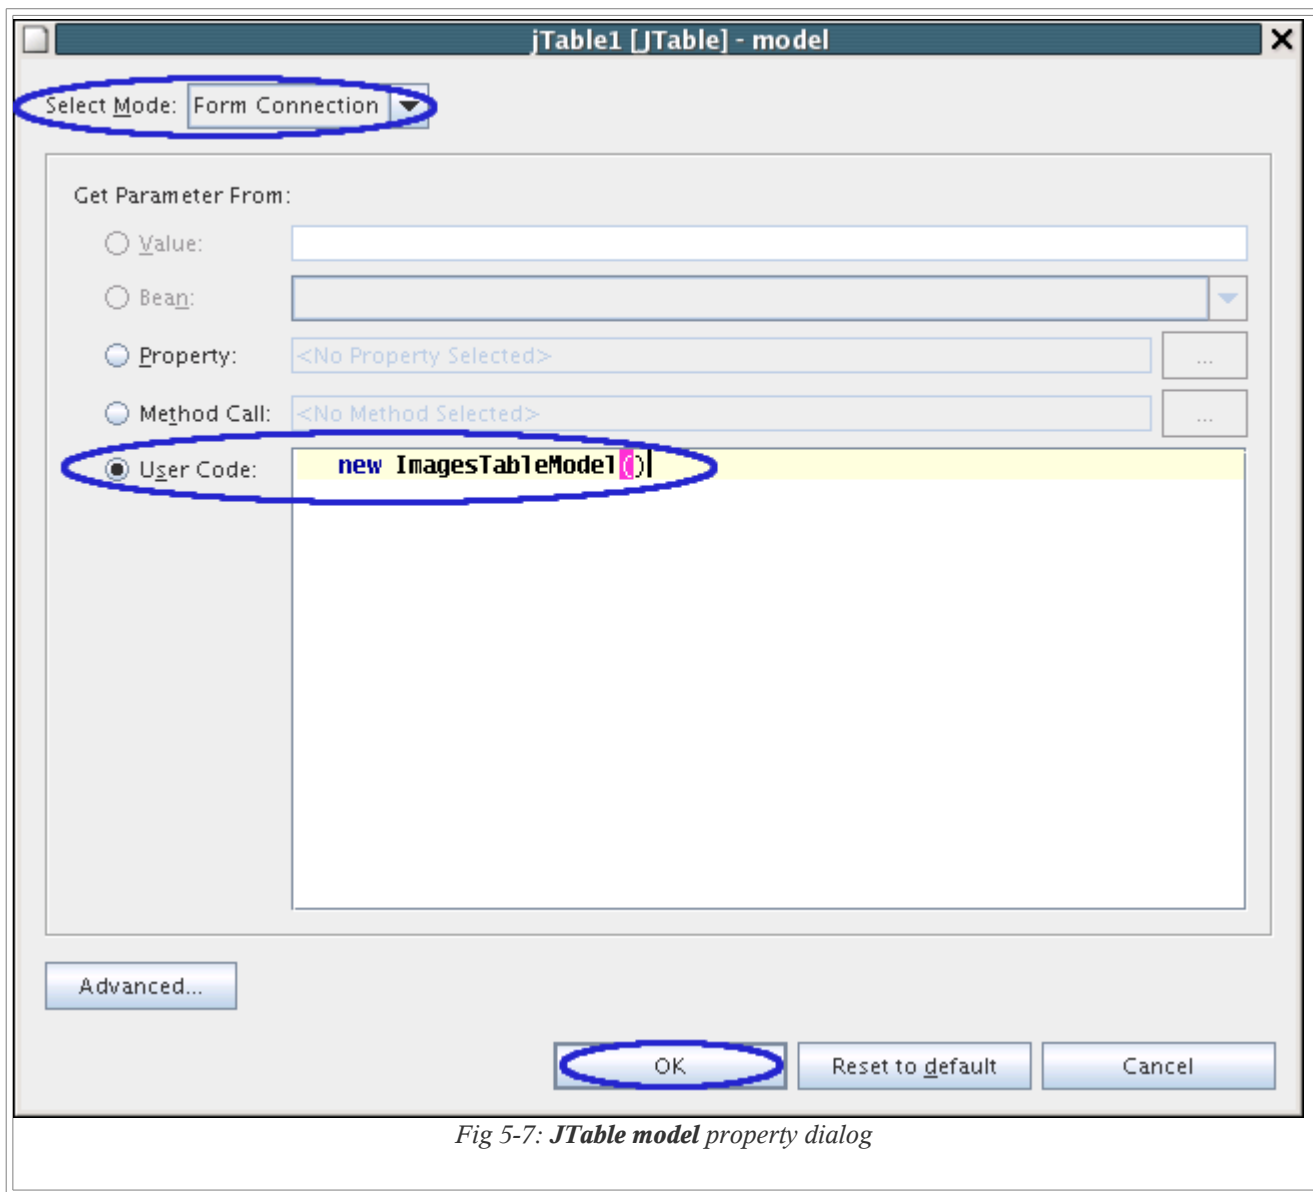 jTable1 [JTable] - model
Select Mode: Form Connection
Get Parameter From:
Value:
Bean:
Property: <No Property Selected> ...
Method Call: <No Method Selected> ...
User Code: new ImagesTableModel()
Advanced...
OK Reset to default Cancel
Fig 5-7: JTable model property dialog